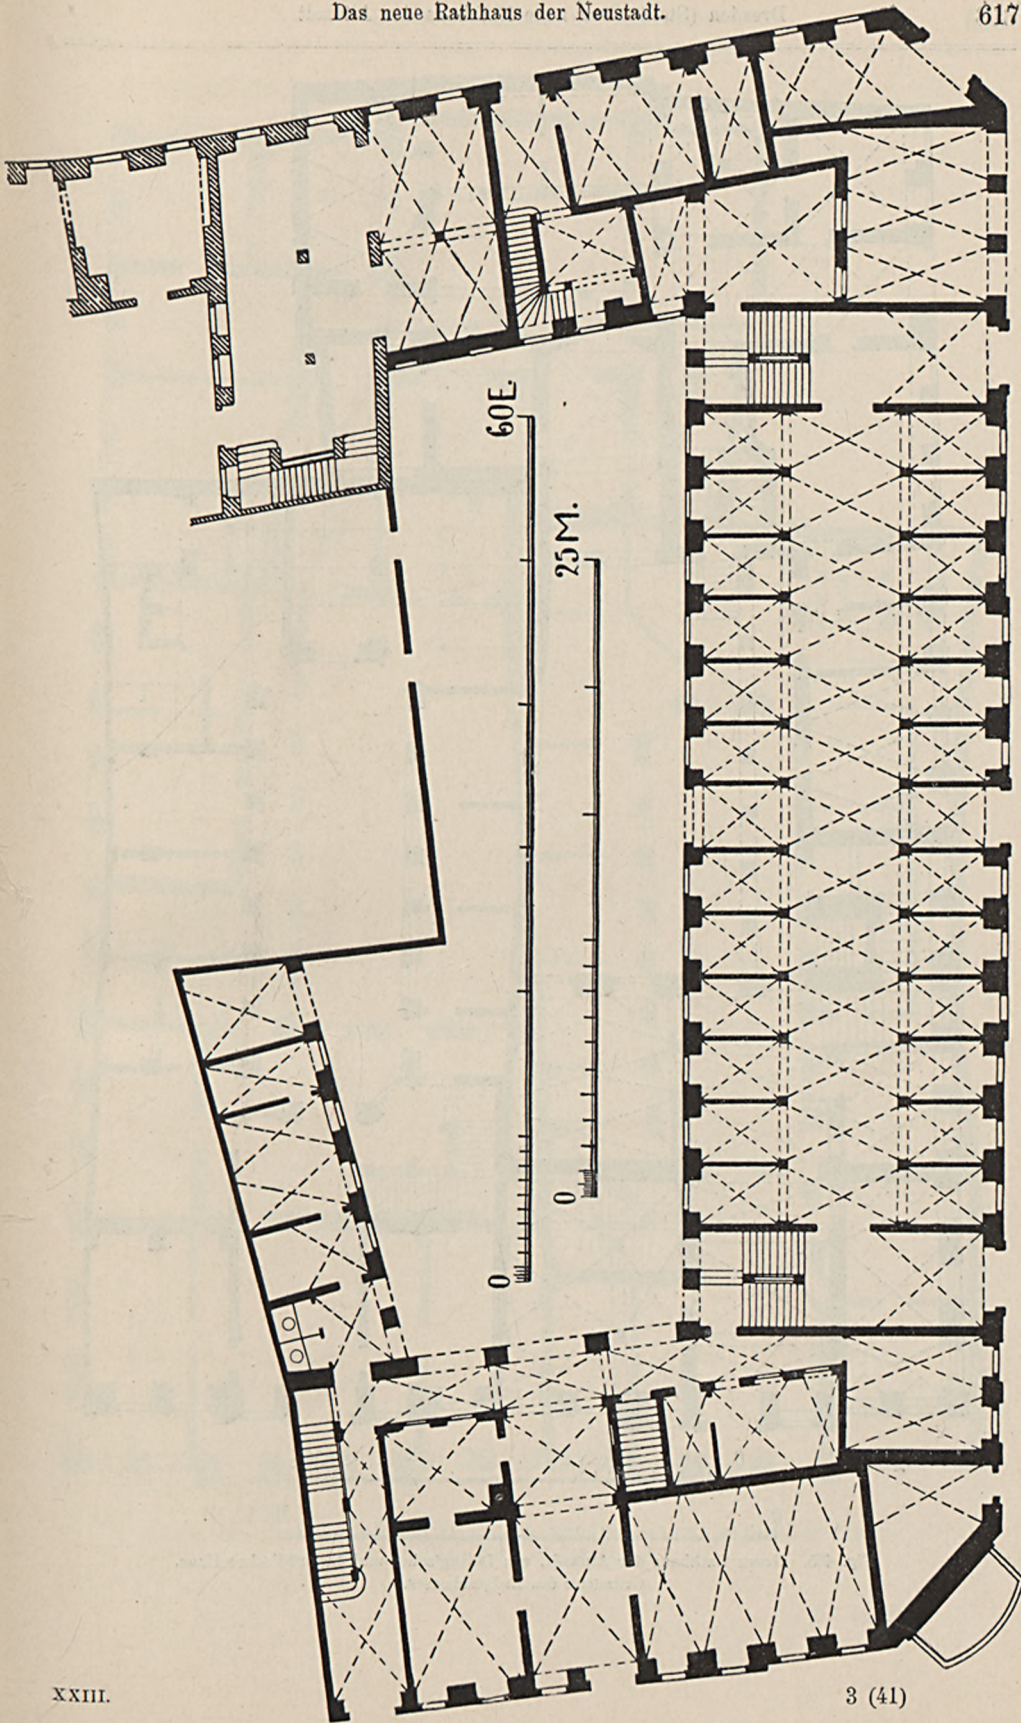 Das neue Rathhaus der Neustadt. 617
60E.
25M.
0
0
XXIII. 3 (41)